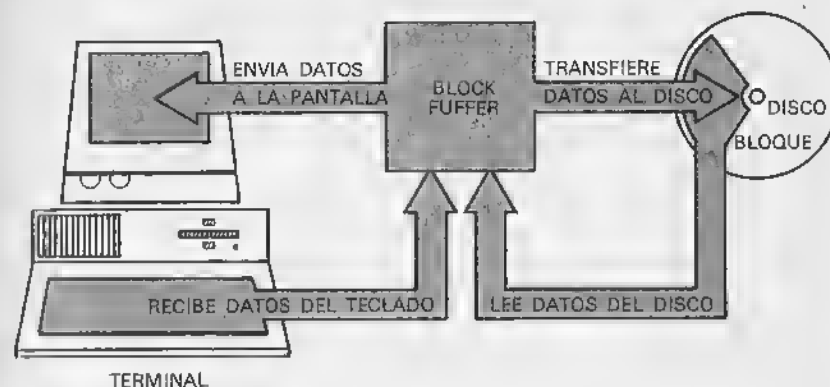 ENVIA DATOS
A LA PANTALLA
BLOCK
FUFFER
TRANSFIERE
DATOS AL DISCO
DISCO
BLOQUE
RECIBE DATOS DEL TECLADO
LEE DATOS DEL DISCO
TERMINAL